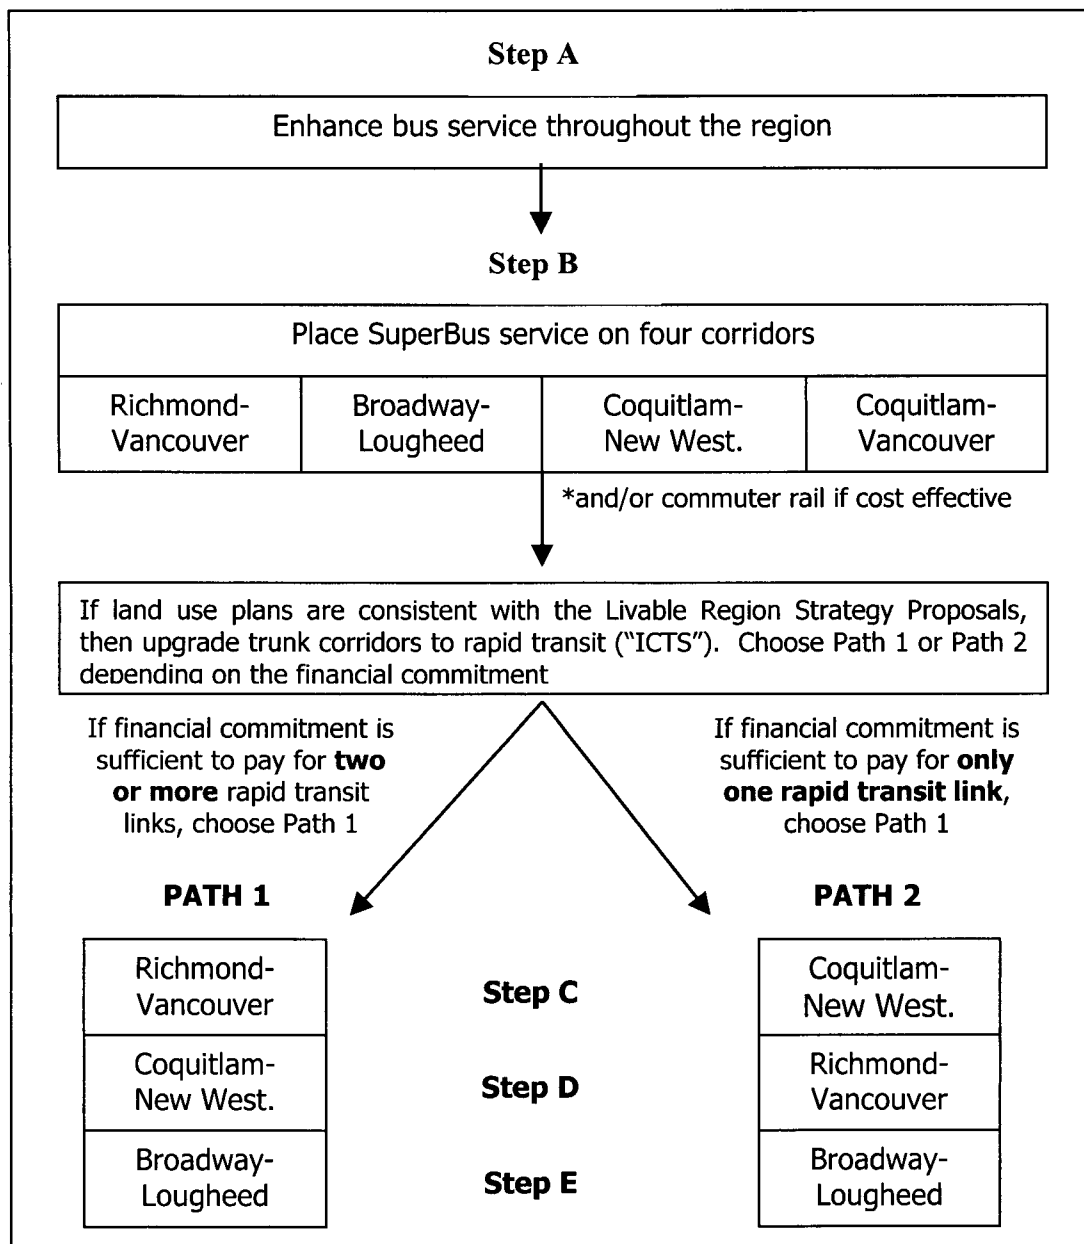 Step A
Enhance bus service throughout the region
Step B
Place SuperBus service on four corridors
Richmond-
Vancouver
Broadway-
Lougheed
Coquitlam-
New West.
Coquitlam-
Vancouver
*and/or commuter rail if cost effective
If land use plans are consistent with the Livable Region Strategy Proposals,
then upgrade trunk corridors to rapid transit ("ICTS"). Choose Path 1 or Path 2
depending on the financial commitment
If financial commitment is
sufficient to pay for two
or more rapid transit
links, choose Path 1
If financial commitment is
sufficient to pay for only
one rapid transit link,
choose Path 1
PATH 1
PATH 2
Richmond-
Vancouver
Step C
Coquitlam-
New West.
Coquitlam-
New West.
Step D
Richmond-
Vancouver
Broadway-
Lougheed
Step E
Broadway-
Lougheed